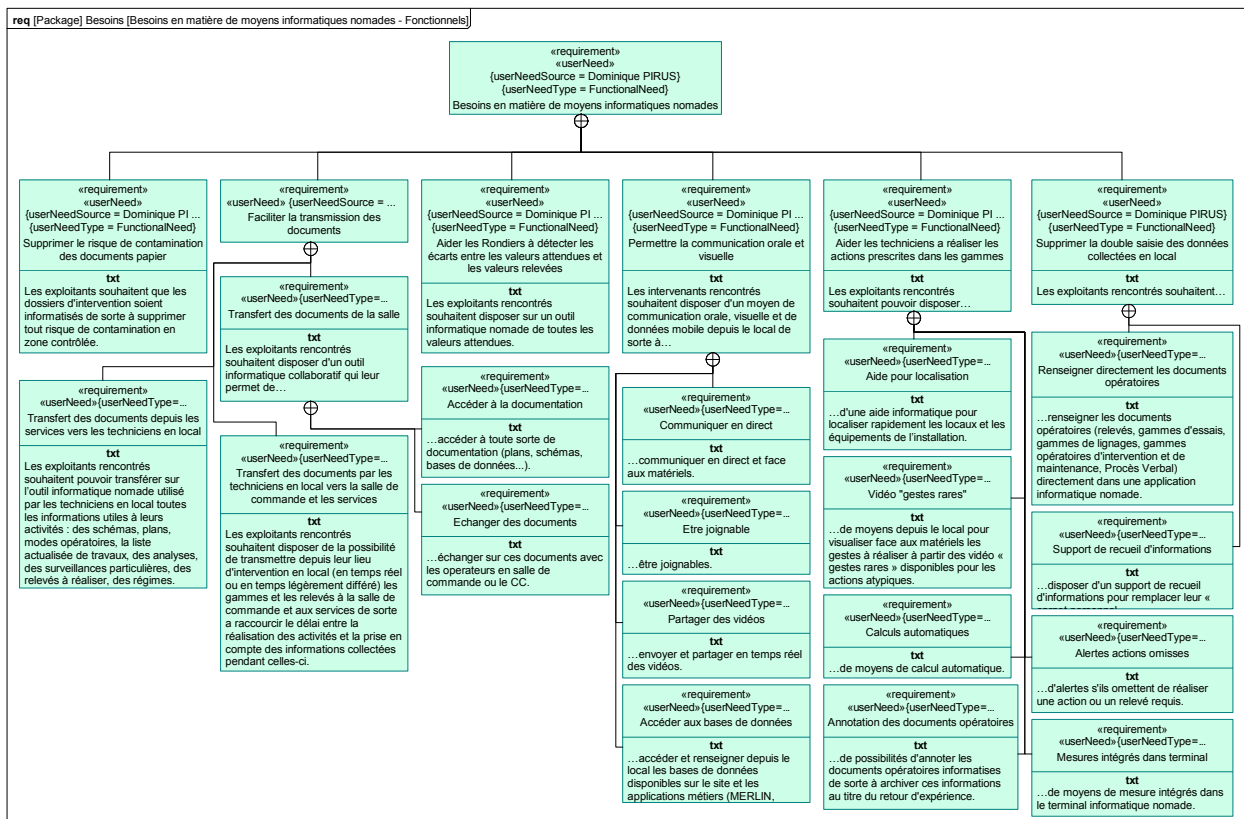 req [Package] Besoins [Besoins en matière de moyens informatiques nomades - Fonctionnels]
«requirement»
«userNeed»
{userNeedSource = Dominique PIRUS}
{userNeedType = FunctionalNeed}
Besoins en matière de moyens informatiques nomades
«requirement»
«userNeed»
{userNeedSource = Dominique PI ...
{userNeedType = FunctionalNeed}
Supprimer le risque de contamination
des documents papier
txt
Les exploitants souhaitent que les
dossiers d'intervention soient
informatisés de sorte à supprimer
tout risque de contamination en
zone contrôlée.
«requirement»
«userNeed» {userNeedSource = ...
Faciliter la transmission des
documents
«requirement»
«userNeed»{userNeedType=...
Transfert des documents de la salle
txt
Les exploitants rencontrés
souhaitent disposer d'un outil
informatique collaboratif qui leur
permet de…
«requirement»
«userNeed»
{userNeedSource = Dominique PI ...
{userNeedType = FunctionalNeed}
Aider les Rondiers à détecter les
écarts entre les valeurs attendues et
les valeurs relevées
txt
Les exploitants rencontrés
souhaitent disposer sur un outil
informatique nomade de toutes les
valeurs attendues.
«requirement»
«userNeed»
{userNeedSource = Dominique PI ...
{userNeedType = FunctionalNeed}
Permettre la communication orale et
visuelle
txt
Les intervenants rencontrés
souhaitent disposer d'un moyen de
communication orale, visuelle et de
données mobile depuis le local de
sorte à…
«requirement»
«userNeed»
{userNeedSource = Dominique PI ...
{userNeedType = FunctionalNeed}
Aider les techniciens a réaliser les
actions prescrites dans les gammes
txt
Les exploitants rencontrés
souhaitent pouvoir disposer…
«requirement»
«userNeed»
{userNeedSource = Dominique PIRUS}
{userNeedType = FunctionalNeed}
Supprimer la double saisie des données
collectées en local
txt
Les exploitants rencontrés souhaitent…
«requirement»
«userNeed»{userNeedType=...
Transfert des documents depuis les
services vers les techniciens en local
txt
Les exploitants rencontrés
souhaitent pouvoir transférer sur
l'outil informatique nomade utilisé
par les techniciens en local toutes
les informations utiles à leurs
activités : des schémas, plans,
modes opératoires, la liste
actualisée de travaux, des analyses,
des surveillances particulières, des
relevés à réaliser, des régimes.
«requirement»
«userNeed»{userNeedType=...
Transfert des documents par les
techniciens en local vers la salle de
commande et les services
txt
Les exploitants rencontrés
souhaitent disposer de la possibilité
de transmettre depuis leur lieu
d'intervention en local (en temps réel
ou en temps légèrement différé) les
gammes et les relevés à la salle de
commande et aux services de sorte
a raccourcir le délai entre la
réalisation des activités et la prise en
compte des informations collectées
pendant celles-ci.
«requirement»
«userNeed»{userNeedType=...
Accéder à la documentation
txt
…accéder à toute sorte de
documentation (plans, schémas,
bases de données...).
«requirement»
«userNeed»{userNeedType=...
Echanger des documents
txt
…échanger sur ces documents avec
les operateurs en salle de
commande ou le CC.
«requirement»
«userNeed»{userNeedType=...
Communiquer en direct
txt
…communiquer en direct et face
aux matériels.
«requirement»
«userNeed»{userNeedType=...
Etre joignable
txt
…être joignables.
«requirement»
«userNeed»{userNeedType=...
Partager des vidéos
txt
…envoyer et partager en temps réel
des vidéos.
«requirement»
«userNeed»{userNeedType=...
Accéder aux bases de données
txt
…accéder et renseigner depuis le
local les bases de données
disponibles sur le site et les
applications métiers (MERLIN,
«requirement»
«userNeed»{userNeedType=...
Aide pour localisation
txt
…d'une aide informatique pour
localiser rapidement les locaux et les
équipements de l'installation.
«requirement»
«userNeed»{userNeedType=...
Vidéo "gestes rares"
txt
…de moyens depuis le local pour
visualiser face aux matériels les
gestes à réaliser à partir des vidéo «
gestes rares » disponibles pour les
actions atypiques.
«requirement»
«userNeed»{userNeedType=...
Calculs automatiques
txt
…de moyens de calcul automatique.
«requirement»
«userNeed»{userNeedType=...
Annotation des documents opératoires
txt
…de possibilités d'annoter les
documents opératoires informatises
de sorte à archiver ces informations
au titre du retour d'expérience.
«requirement»
«userNeed»{userNeedType=...
Renseigner directement les documents
opératoires
txt
…renseigner les documents
opératoires (relevés, gammes d'essais,
gammes de lignages, gammes
opératoires d'intervention et de
maintenance, Procès Verbal)
directement dans une application
informatique nomade.
«requirement»
«userNeed»{userNeedType=...
Support de recueil d'informations
txt
…disposer d'un support de recueil
d'informations pour remplacer leur «
«requirement»
«userNeed»{userNeedType=...
Alertes actions omisses
txt
…d'alertes s'ils omettent de réaliser
une action ou un relevé requis.
«requirement»
«userNeed»{userNeedType=...
Mesures intégrés dans terminal
txt
…de moyens de mesure intégrés dans
le terminal informatique nomade.